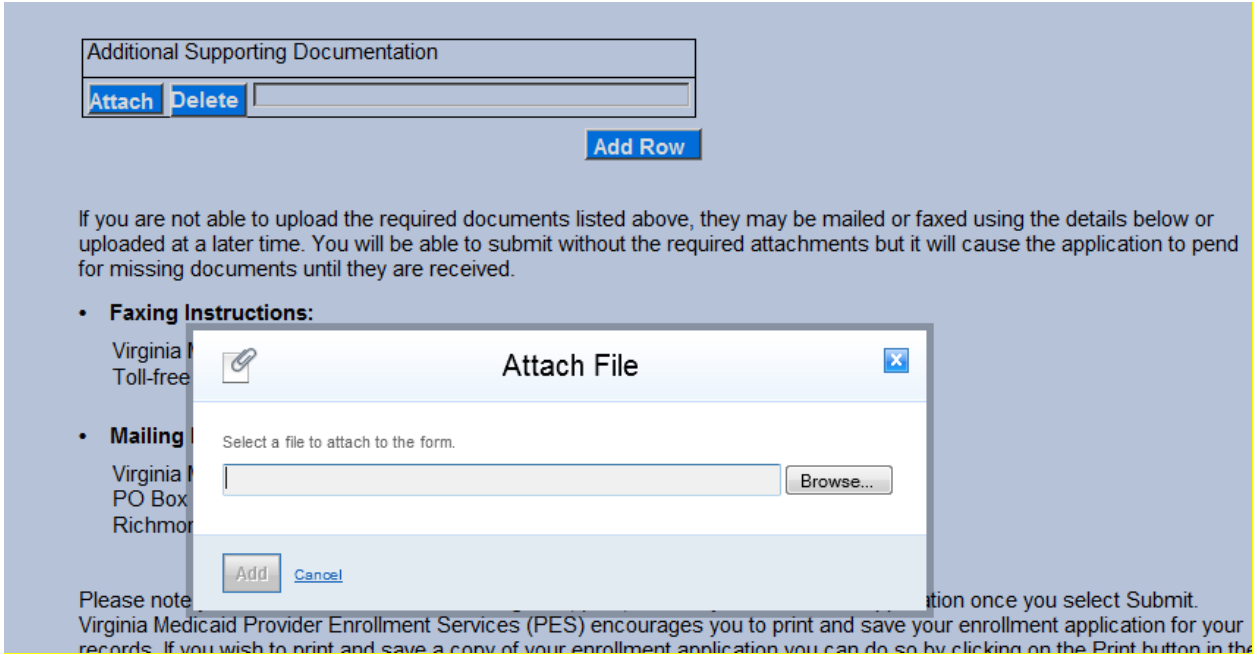 Additional Supporting Documentation
Attach Delete
Add Row
If you are not able to upload the required documents listed above, they may be mailed or faxed using the details below or
uploaded at a later time. You will be able to submit without the required attachments but it will cause the application to pend
for missing documents until they are received.
• Faxing Instructions:
Virginia
Toll-free
Attach File
Select a file to attach to the form.
Browse...
Add Cancel
• Mailing
Virginia
PO Box
Please note
once you select Submit.
Virginia Medicaid Provider Enrollment Services (PES) encourages you to print and save your enrollment application for your
records. If you wish to print and save a copy of your enrollment application you can do so by clicking on the Print button in the